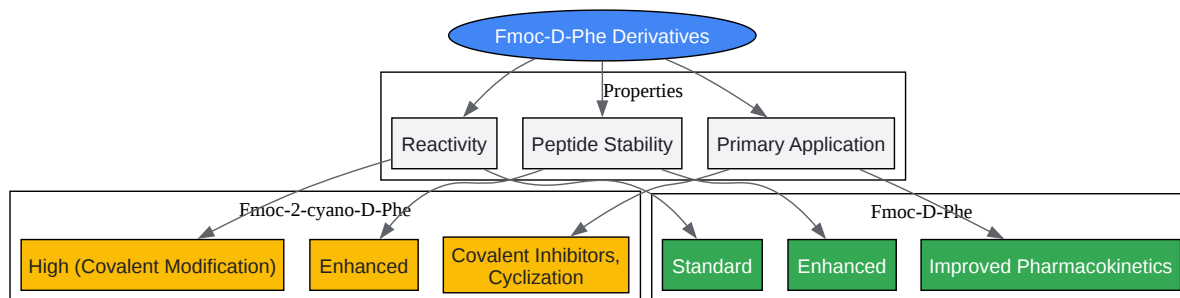 Fmoc-D-Phe Derivatives
Properties
Reactivity
Peptide Stability
Primary Application
Fmoc-2-cyano-D-Phe
Fmoc-D-Phe
High (Covalent Modification)
Enhanced
Covalent Inhibitors,
Cyclization
Standard
Enhanced
Improved Pharmacokinetics